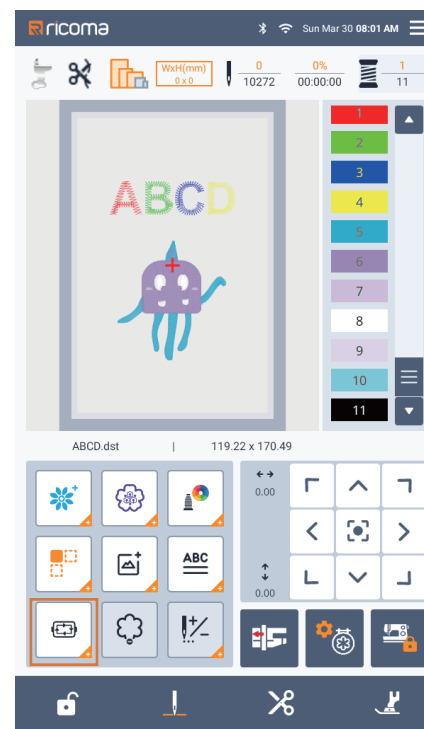 ricoma Sun Mar 30 08:01 AM
WxH(mm) 0 0% 1
0 x 0 10272 00:00:00 11
1
2
3
4
5
6
7
8
9
10
11
ABCD
ABCD.dst | 119.22 x 170.49
0.00
ABC
0.00